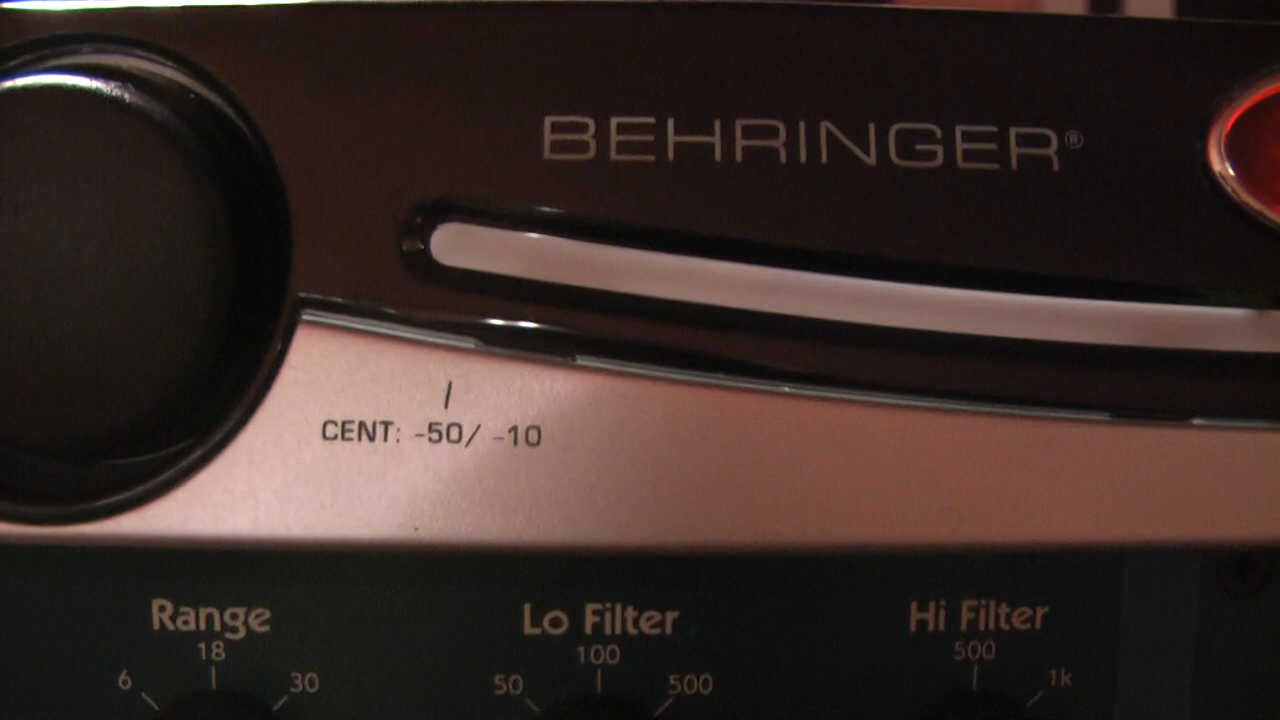 BEHRINGER®
CENT: -50/ -10
Range
18
6
30
Lo Filter
100
50
500
Hi Filter
500
1k